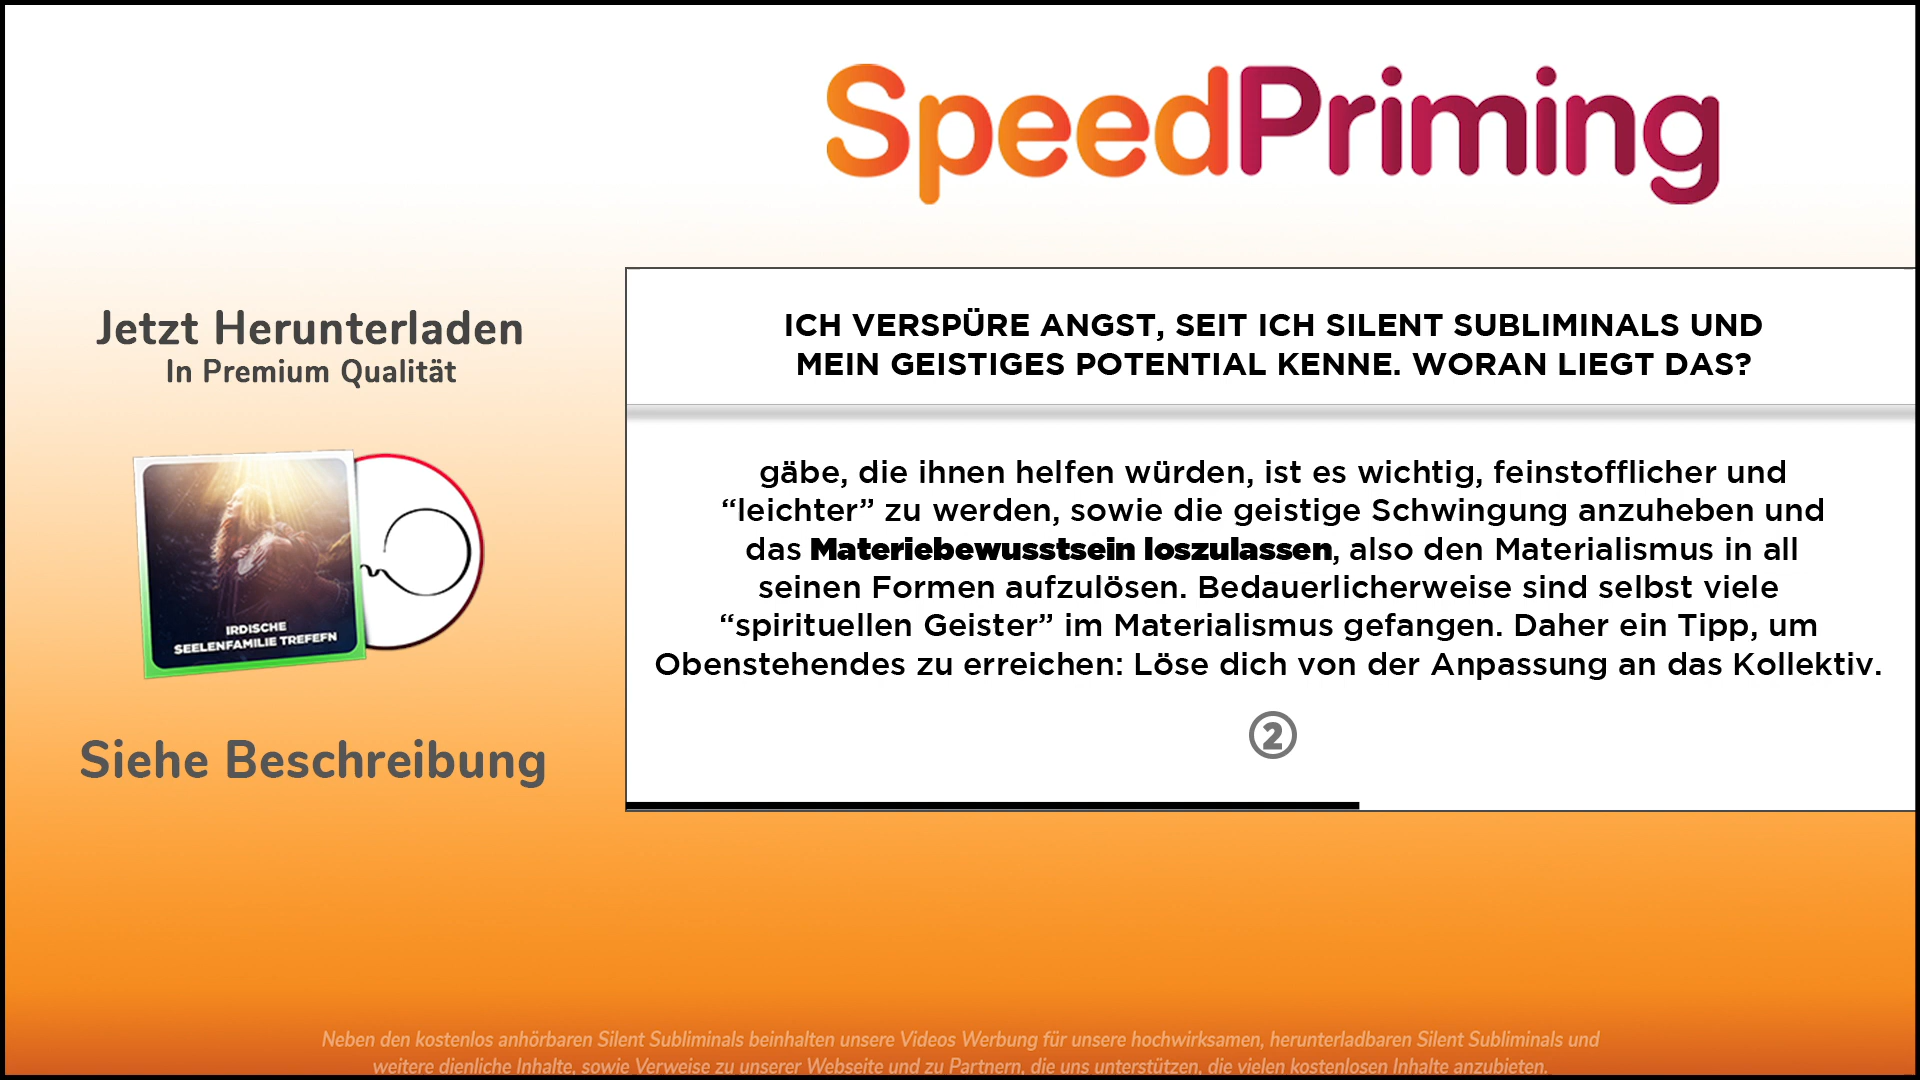 SpeedPriming
Jetzt Herunterladen
In Premium Qualität
IRDISCHE
SEELENFAMILIE TREFEFN
Siehe Beschreibung
ICH VERSPÜRE ANGST, SEIT ICH SILENT SUBLIMINALS UND
MEIN GEISTIGES POTENTIAL KENNE. WORAN LIEGT DAS?
gäbe, die ihnen helfen würden, ist es wichtig, feinstofflicher und
“leichter” zu werden, sowie die geistige Schwingung anzuheben und
das Materiebewusstsein loszulassen, also den Materialismus in all
seinen Formen aufzulösen. Bedauerlicherweise sind selbst viele
“spirituellen Geister” im Materialismus gefangen. Daher ein Tipp, um
Obenstehendes zu erreichen: Löse dich von der Anpassung an das Kollektiv.
2
Neben den kostenlos anhörbaren Silent Subliminals beinhalten unsere Videos Werbung für unsere hochwirksamen, herunterladbaren Silent Subliminals und
weitere dienliche Inhalte, sowie Verweise zu unserer Webseite und zu Partnern, die uns unterstützen, die vielen kostenlosen Inhalte anzubieten.